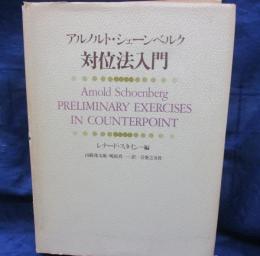 アルノルト・シェーンベルク
対位法入門
Arnold Schoenberg
PRELIMINARY EXERCISES
IN COUNTERPOINT
レナード・スタイン─編